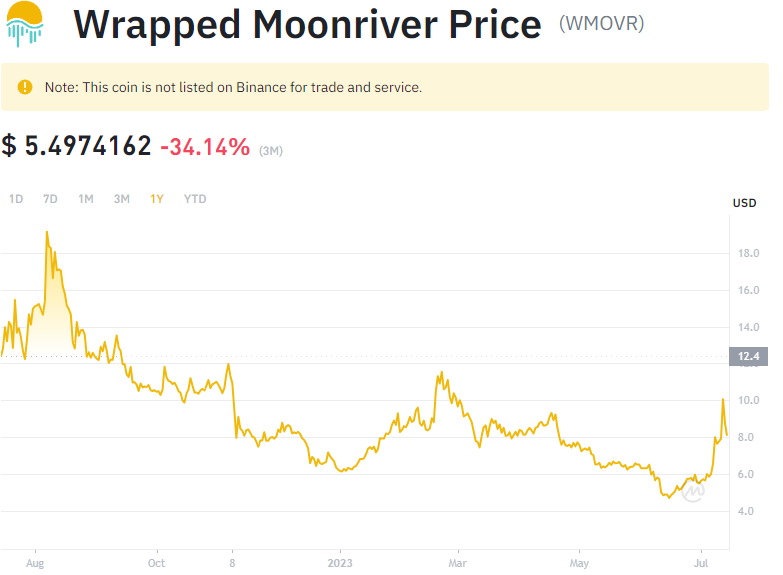 Wrapped Moonriver Price (WMOVR)
Note: This coin is not listed on Binance for trade and service.
$ 5.4974162 -34.14% (3M)
1D 7D 1M 3M 1Y YTD
USD
18.0
16.0
14.0
12.4
10.0
8.0
6.0
4.0
Aug Oct 8 2023 Mar May Jul